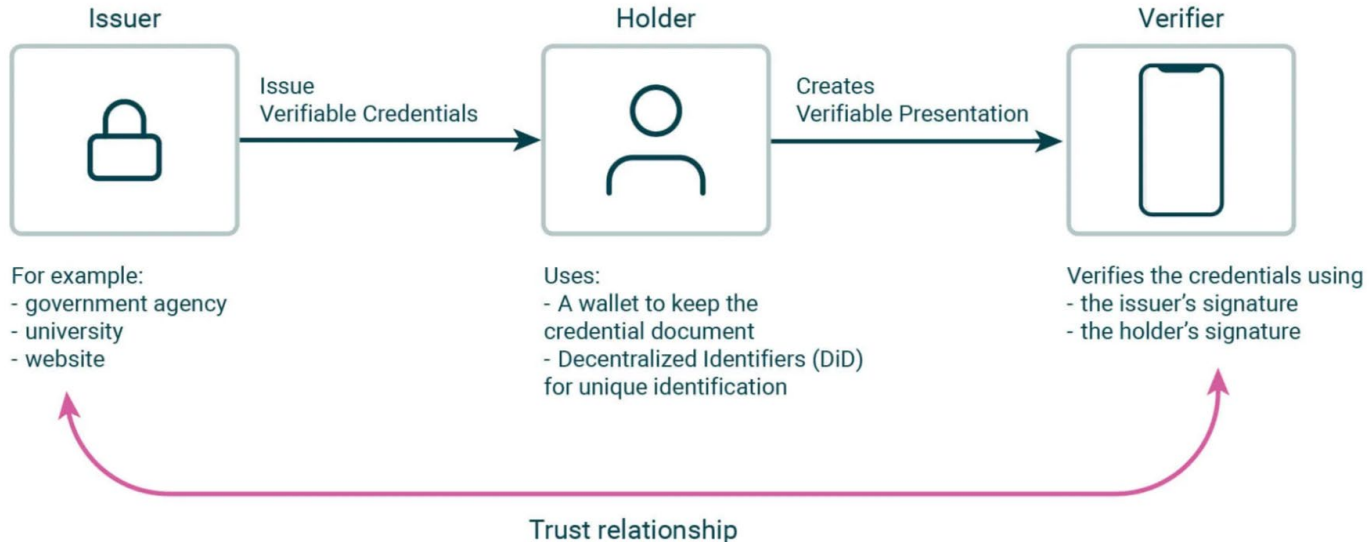 Issuer
Holder
Verifier
Issue
Verifiable Credentials
Creates
Verifiable Presentation
For example:
- government agency
- university
- website
Uses:
- A wallet to keep the
credential document
- Decentralized Identifiers (DiD)
for unique identification
Verifies the credentials using
- the issuer’s signature
- the holder’s signature
Trust relationship